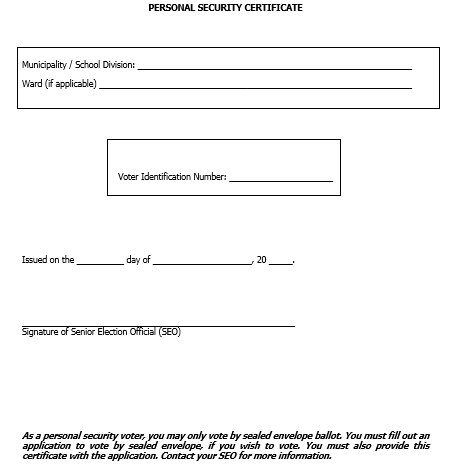 PERSONAL SECURITY CERTIFICATE
Municipality / School Division: ______________________
Ward (if applicable) ______________________
Voter Identification Number: ______________
Issued on the _________ day of ___________________, 20 _____.
Signature of Senior Election Official (SEO)
As a personal security voter, you may only vote by sealed envelope ballot. You must fill out an
application to vote by sealed envelope, if you wish to vote. You must also provide this
certificate with the application. Contact your SEO for more information.